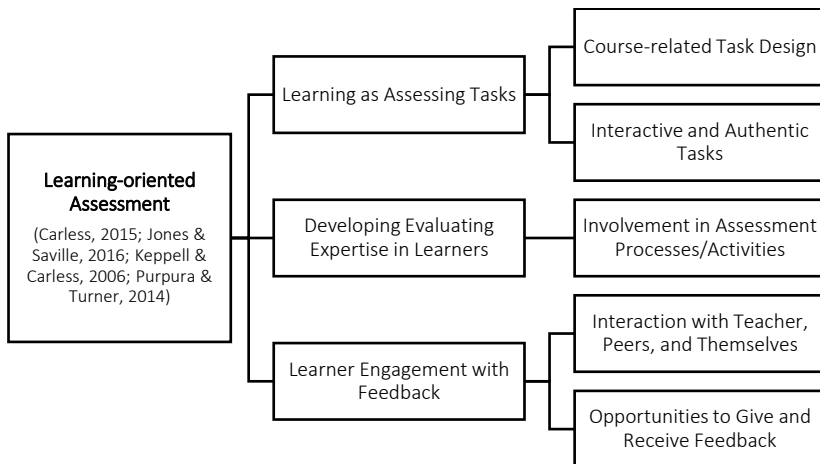 Learning-oriented
Assessment
(Carless, 2015; Jones &
Saville, 2016; Keppell &
Carless, 2006; Purpura &
Turner, 2014)
Learning as Assessing Tasks
Course-related Task Design
Interactive and Authentic
Tasks
Developing Evaluating
Expertise in Learners
Involvement in Assessment
Processes/Activities
Learner Engagement with
Feedback
Interaction with Teacher,
Peers, and Themselves
Opportunities to Give and
Receive Feedback